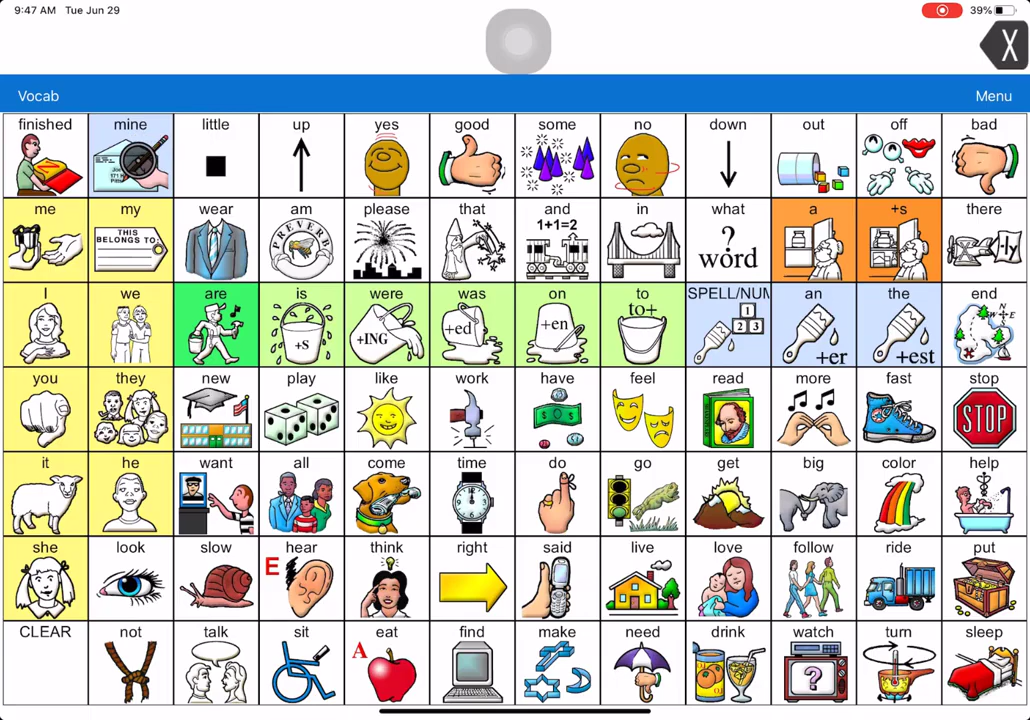 9:47 AM Tue Jun 29 39%
X
Vocab Menu
finished mine little up yes good some no down out off bad
me my wear am please that and in what a +s there
THIS BELONGS TO PREVERB 1+1=2 ? word -ly
I we are is were was on to SPELL/NUM an the end
+s +ING +ed +en to+ 1 2 3 +er +est N W E
you they new play like work have feel read more fast stop
STOP
it he want all come time do go get big color help
she look slow hear think right said live love follow ride put
E
CLEAR not talk sit eat find make need drink watch turn sleep
A ?